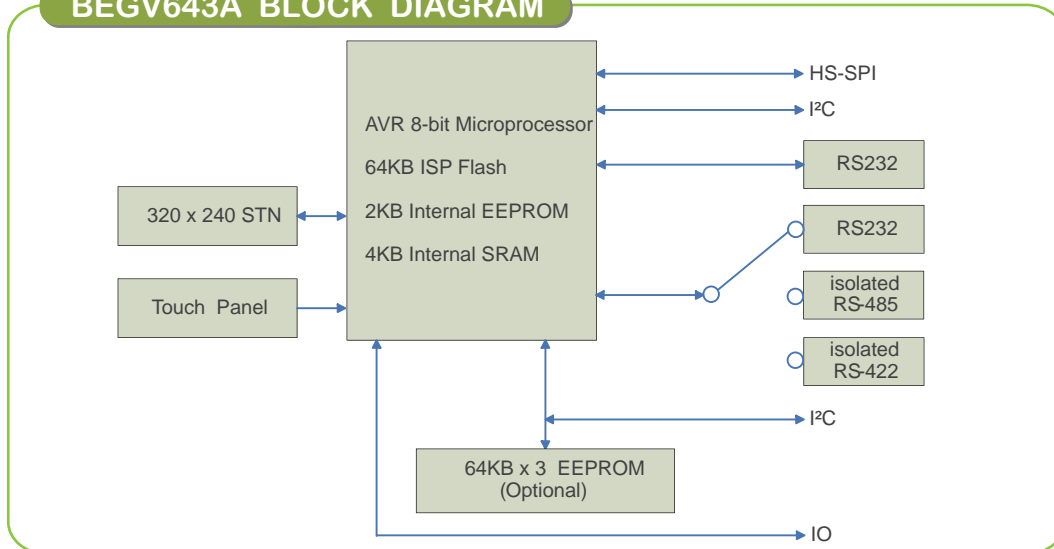 BEGV643A BLOCK DIAGRAM
AVR 8-bit Microprocessor
64KB ISP Flash
2KB Internal EEPROM
4KB Internal SRAM
320 x 240 STN
Touch Panel
HS-SPI
I²C
RS232
RS232
isolated
RS-485
isolated
RS-422
I²C
64KB x 3 EEPROM
(Optional)
IO